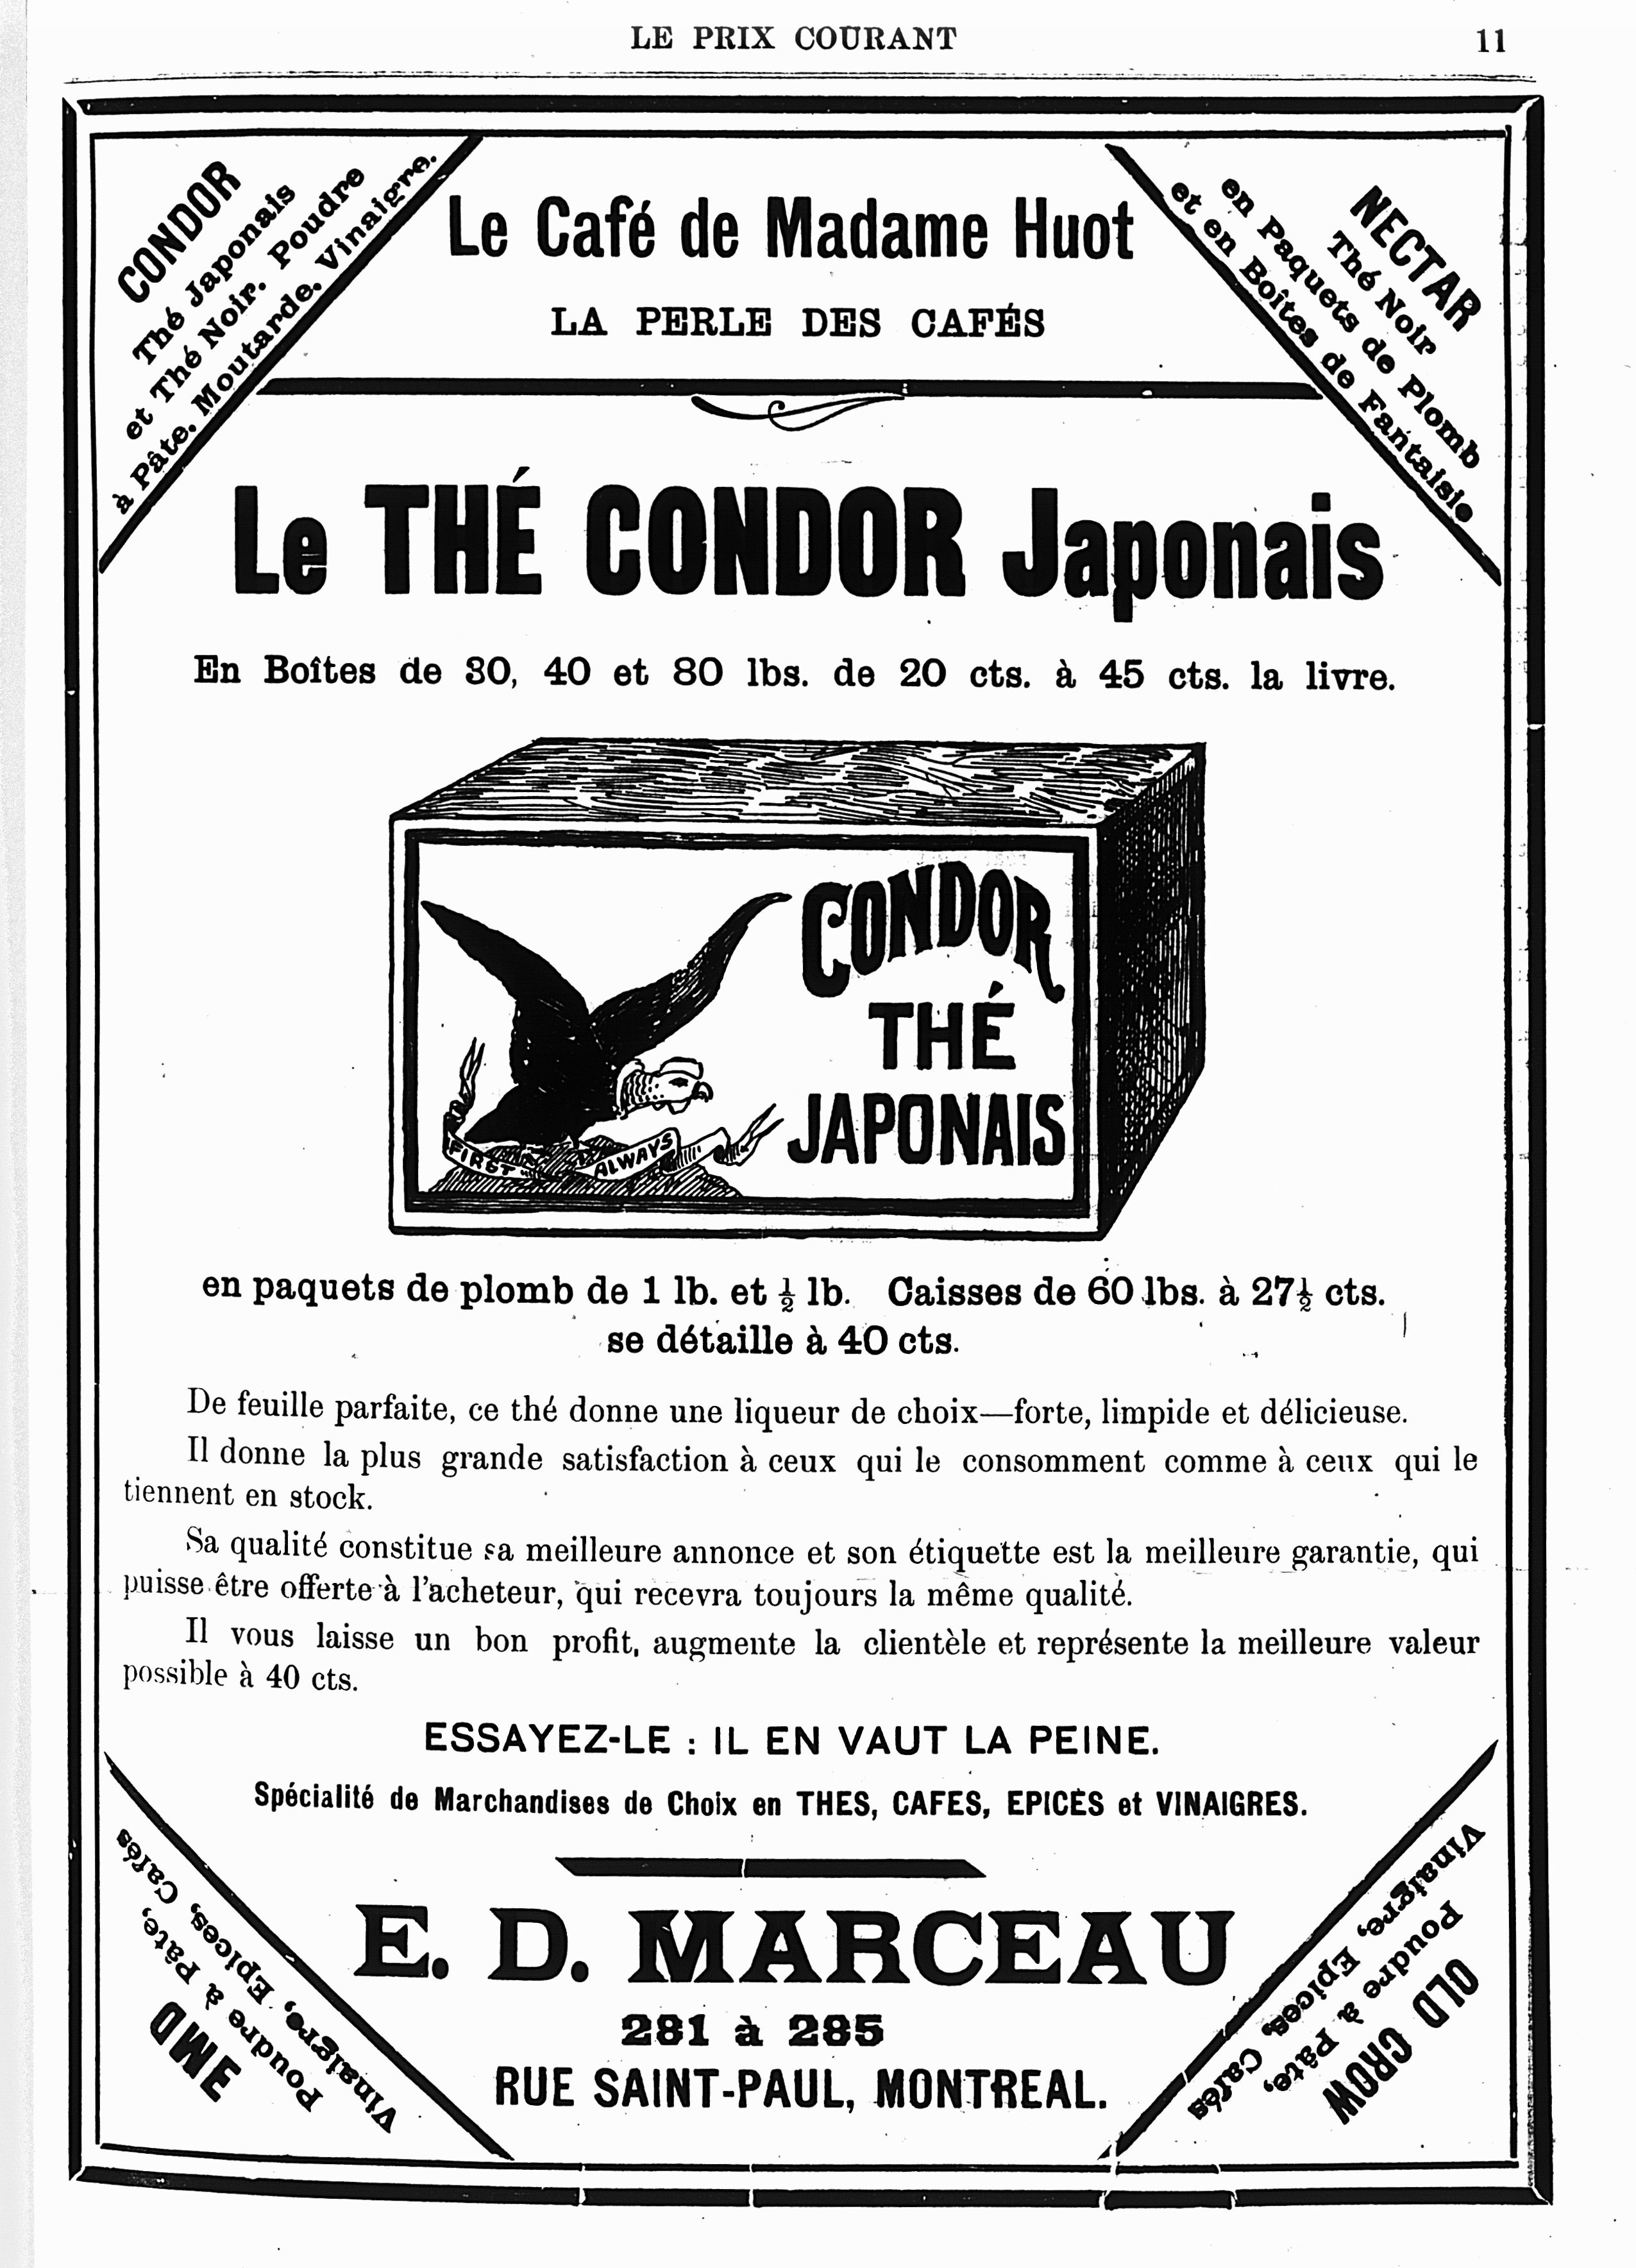 LE PRIX COURANT
11
CONDOR
Thé Japonais
et Thé Noir. Poudre
à Pâte. Moutarde. Vinaigre.
Le Café de Madame Huot
LA PERLE DES CAFÉS
NECTAR
Thé Noir
en Paquets de Plomb
et en Boîtes de Fantaisie
Le THÉ CONDOR Japonais
En Boîtes de 30, 40 et 80 lbs. de 20 cts. à 45 cts. la livre.
CONDOR
THÉ
JAPONAIS
FIRST ALWAYS
en paquets de plomb de 1 lb. et ½ lb. Caisses de 60 lbs. à 27½ cts.
se détaille à 40 cts.
De feuille parfaite, ce thé donne une liqueur de choix—forte, limpide et délicieuse.
Il donne la plus grande satisfaction à ceux qui le consomment comme à ceux qui le
tiennent en stock.
Sa qualité constitue sa meilleure annonce et son étiquette est la meilleure garantie, qui
puisse être offerte à l'acheteur, qui recevra toujours la même qualité.
Il vous laisse un bon profit, augmente la clientèle et représente la meilleure valeur
possible à 40 cts.
ESSAYEZ-LE : IL EN VAUT LA PEINE.
Spécialité de Marchandises de Choix en THES, CAFES, EPICES et VINAIGRES.
E. D. MARCEAU
281 à 285
RUE SAINT-PAUL, MONTREAL.
EMD
Poudre à Pâte,
Vinaigre, Epices, Cafés
OLD CROW
Poudre à Pâte,
Vinaigre, Epices, Cafés